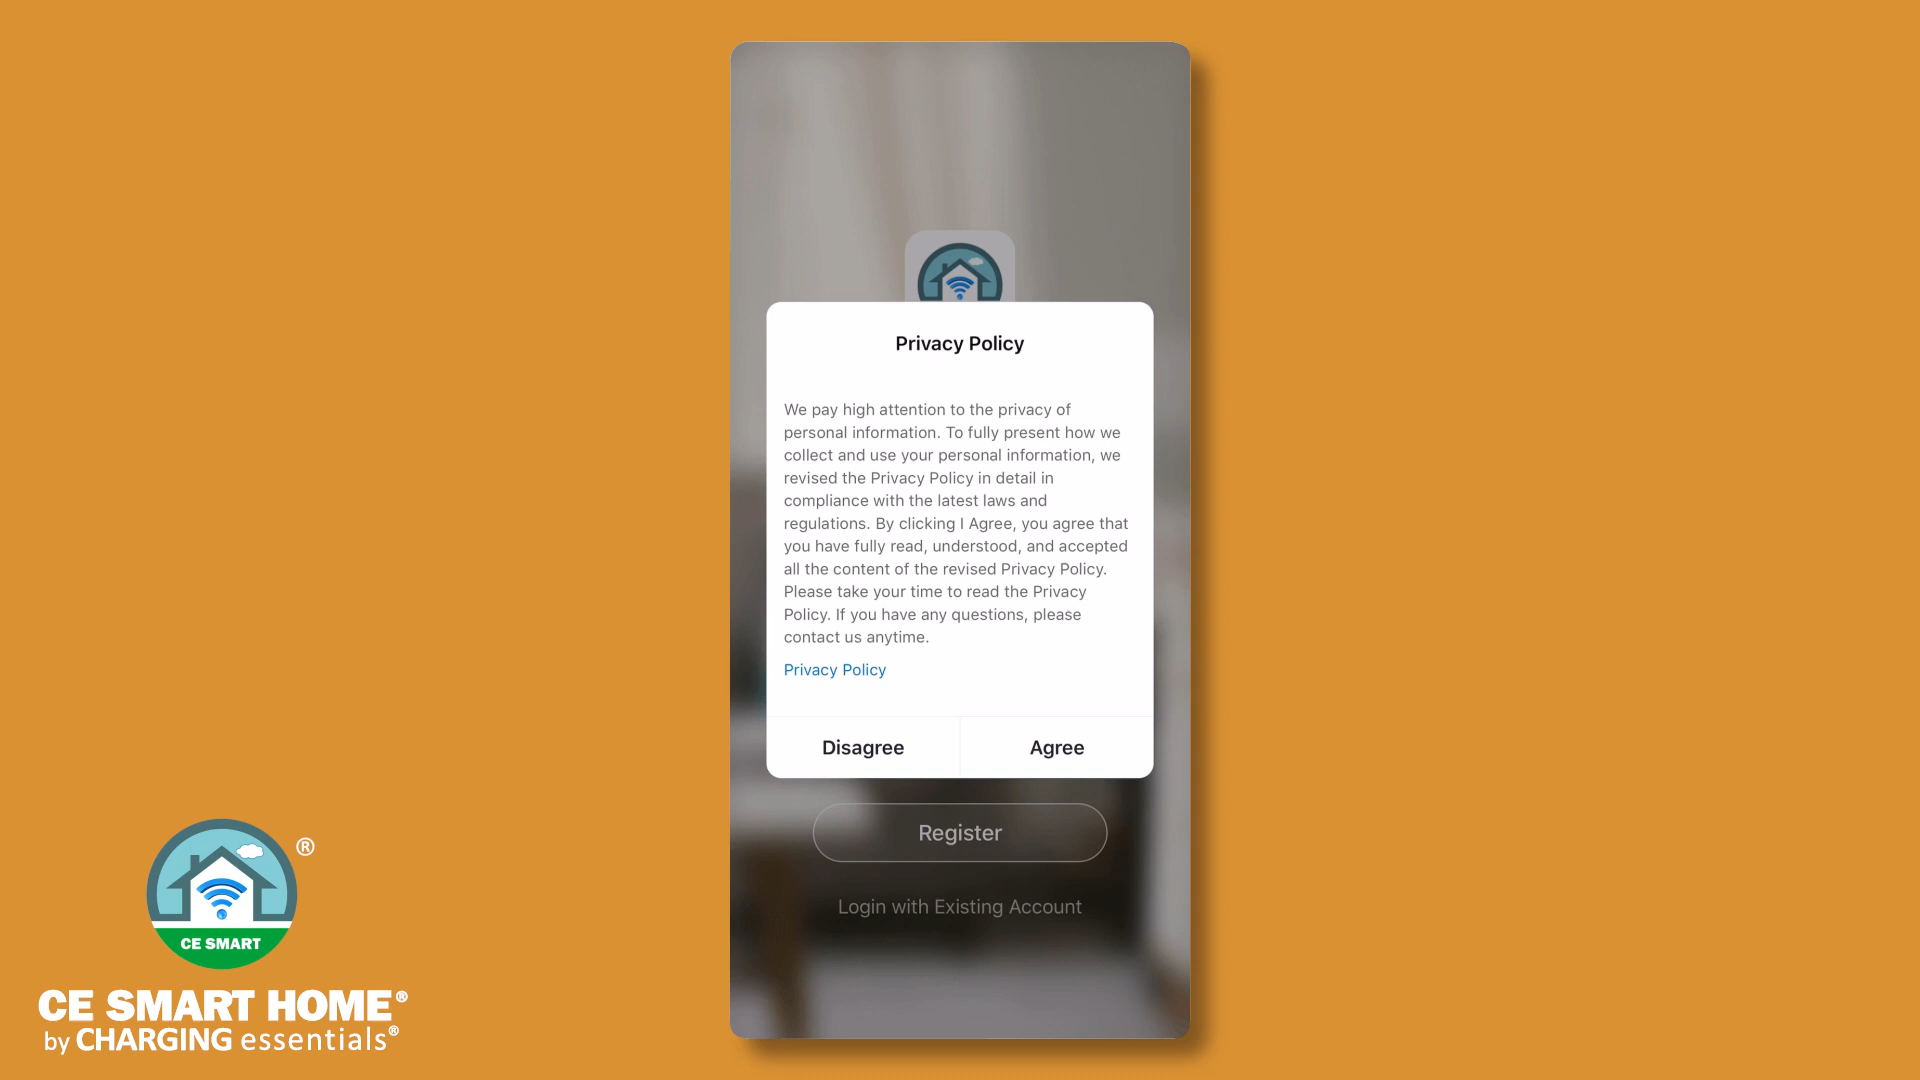 Privacy Policy
We pay high attention to the privacy of
personal information. To fully present how we
collect and use your personal information, we
revised the Privacy Policy in detail in
compliance with the latest laws and
regulations. By clicking I Agree, you agree that
you have fully read, understood, and accepted
all the content of the revised Privacy Policy.
Please take your time to read the Privacy
Policy. If you have any questions, please
contact us anytime.
Privacy Policy
Disagree Agree
Register
Login with Existing Account
®
CE SMART
CE SMART HOME®
by CHARGING essentials®